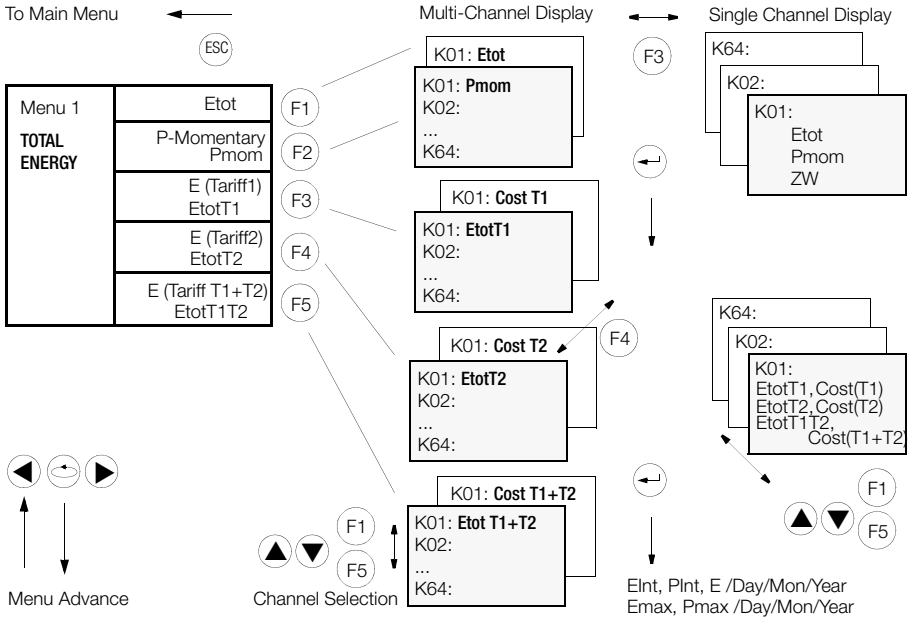 To Main Menu
ESC
Multi-Channel Display
Single Channel Display
F3
Menu 1
TOTAL
ENERGY
Etot
F1
P-Momentary
Pmom
F2
E (Tariff1)
EtotT1
F3
E (Tariff2)
EtotT2
F4
E (Tariff T1+T2)
EtotT1T2
F5
K01: Etot
K01: Pmom
K02:
...
K64:
K01: Cost T1
K01: EtotT1
K02:
...
K64:
K01: Cost T2
K01: EtotT2
K02:
...
K64:
F4
K01: Cost T1+T2
K01: Etot T1+T2
K02:
...
K64:
K64:
K02:
K01:
Etot
Pmom
ZW
K64:
K02:
K01:
EtotT1, Cost(T1)
EtotT2, Cost(T2)
EtotT1T2,
Cost(T1+T2)
F1
F5
F1
F5
Menu Advance
Channel Selection
EInt, PInt, E /Day/Mon/Year
Emax, Pmax /Day/Mon/Year